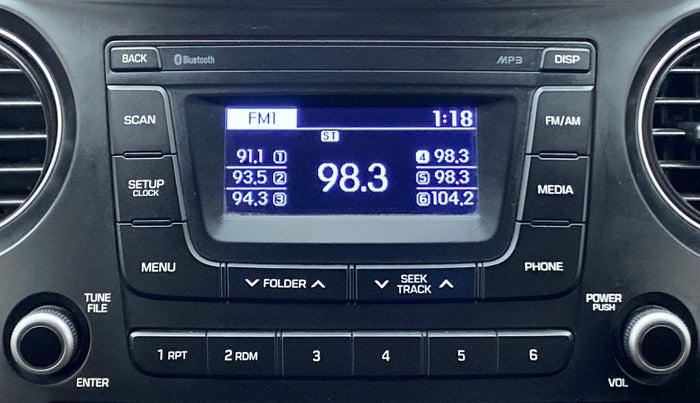 BACK Bluetooth MP3 DISP
SCAN FM1 1:18 FM/AM
ST
91.1 1 4 98.3
93.5 2 98.3 5 98.3
94.3 3 6 104.2
SETUP MEDIA
CLOCK
MENU PHONE
FOLDER SEEK
TRACK
TUNE POWER
FILE PUSH
1 RPT 2 RDM 3 4 5 6
ENTER VOL